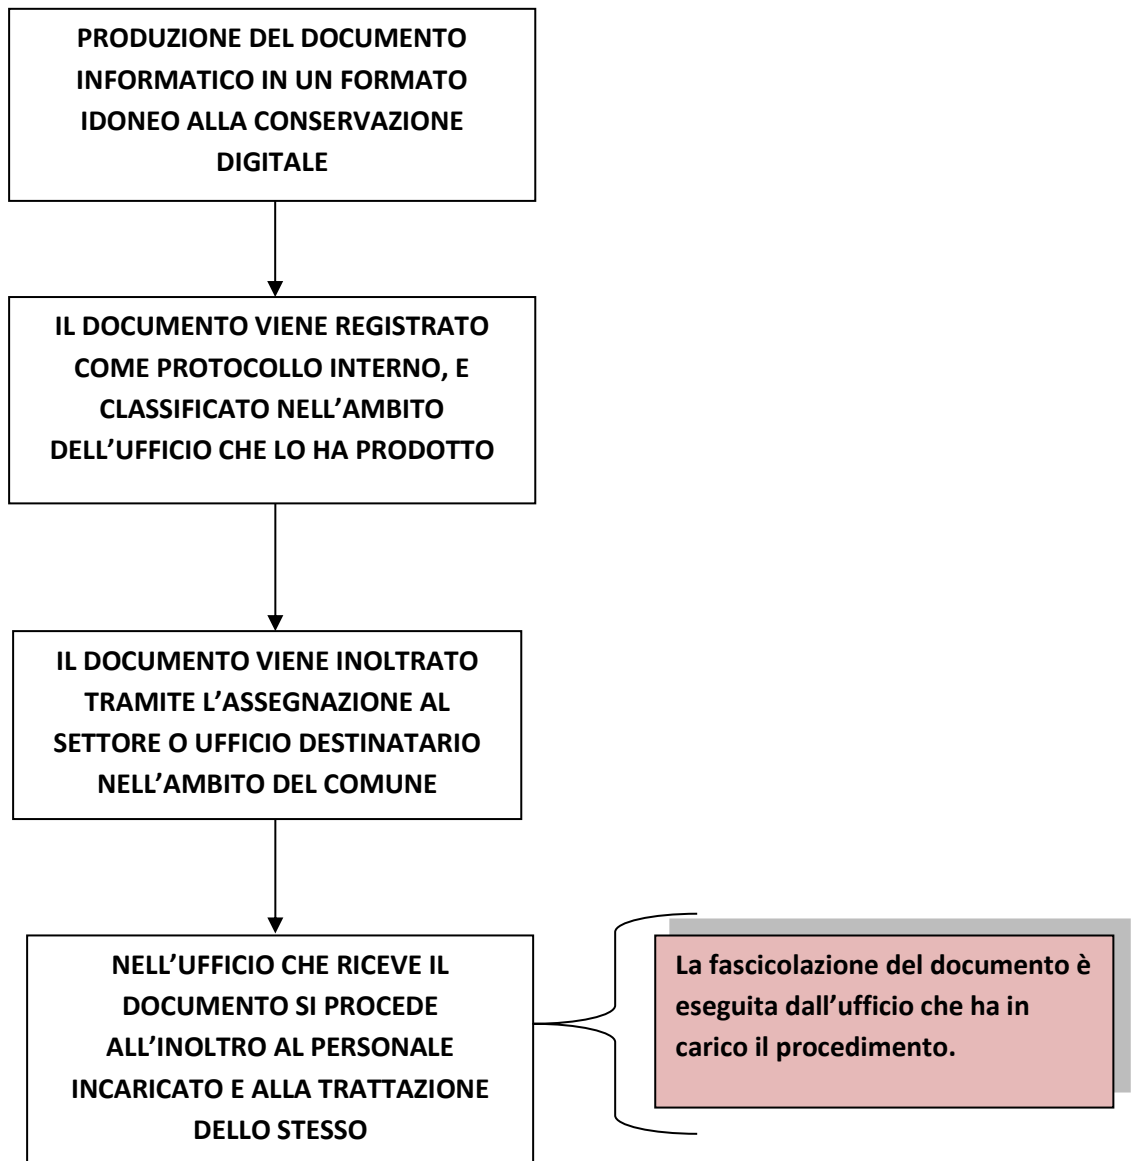 PRODUZIONE DEL DOCUMENTO
INFORMATICO IN UN FORMATO
IDONEO ALLA CONSERVAZIONE
DIGITALE
IL DOCUMENTO VIENE REGISTRATO
COME PROTOCOLLO INTERNO, E
CLASSIFICATO NELL’AMBITO
DELL’UFFICIO CHE LO HA PRODOTTO
IL DOCUMENTO VIENE INOLTRATO
TRAMITE L’ASSEGNAZIONE AL
SETTORE O UFFICIO DESTINATARIO
NELL’AMBITO DEL COMUNE
NELL’UFFICIO CHE RICEVE IL
DOCUMENTO SI PROCEDE
ALL’INOLTRO AL PERSONALE
INCARICATO E ALLA TRATTAZIONE
DELLO STESSO
La fascicolazione del documento è
eseguita dall’ufficio che ha in
carico il procedimento.